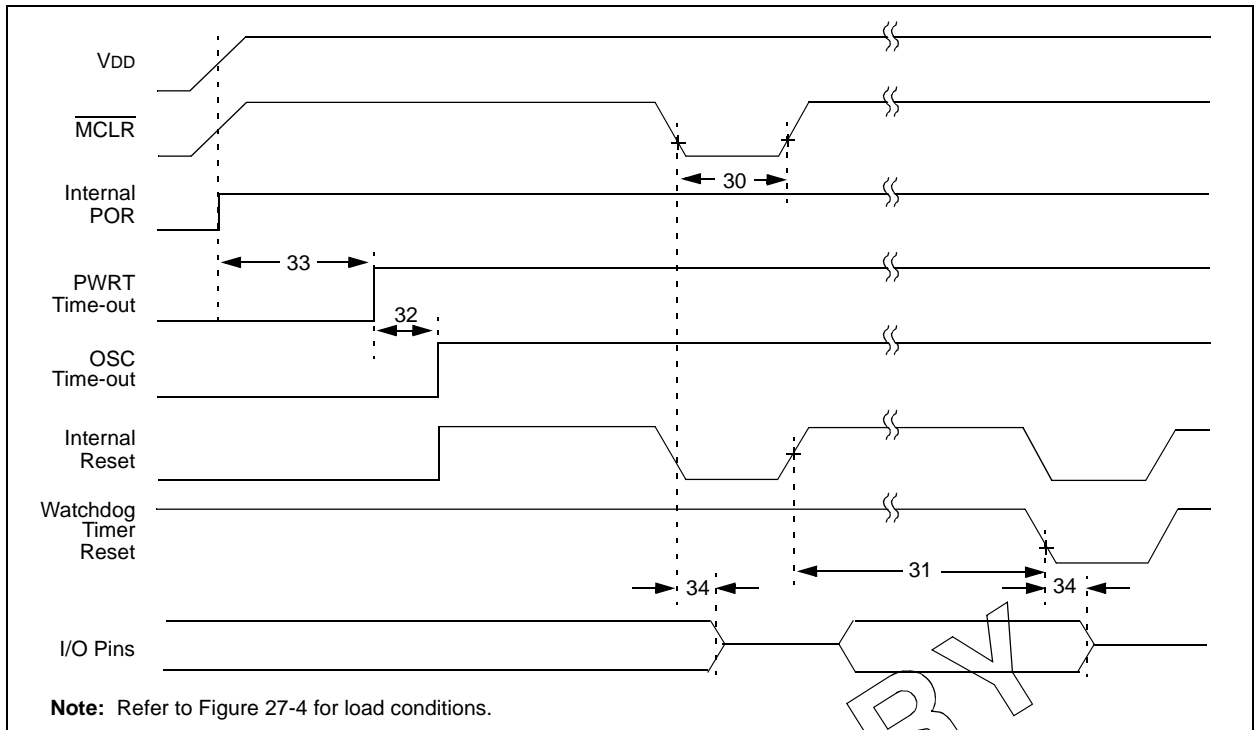 VDD
MCLR
30
Internal
POR
33
PWRT
Time-out
32
OSC
Time-out
Internal
Reset
Watchdog
Timer
Reset
31
34
34
I/O Pins
Note: Refer to Figure 27-4 for load conditions.
RY